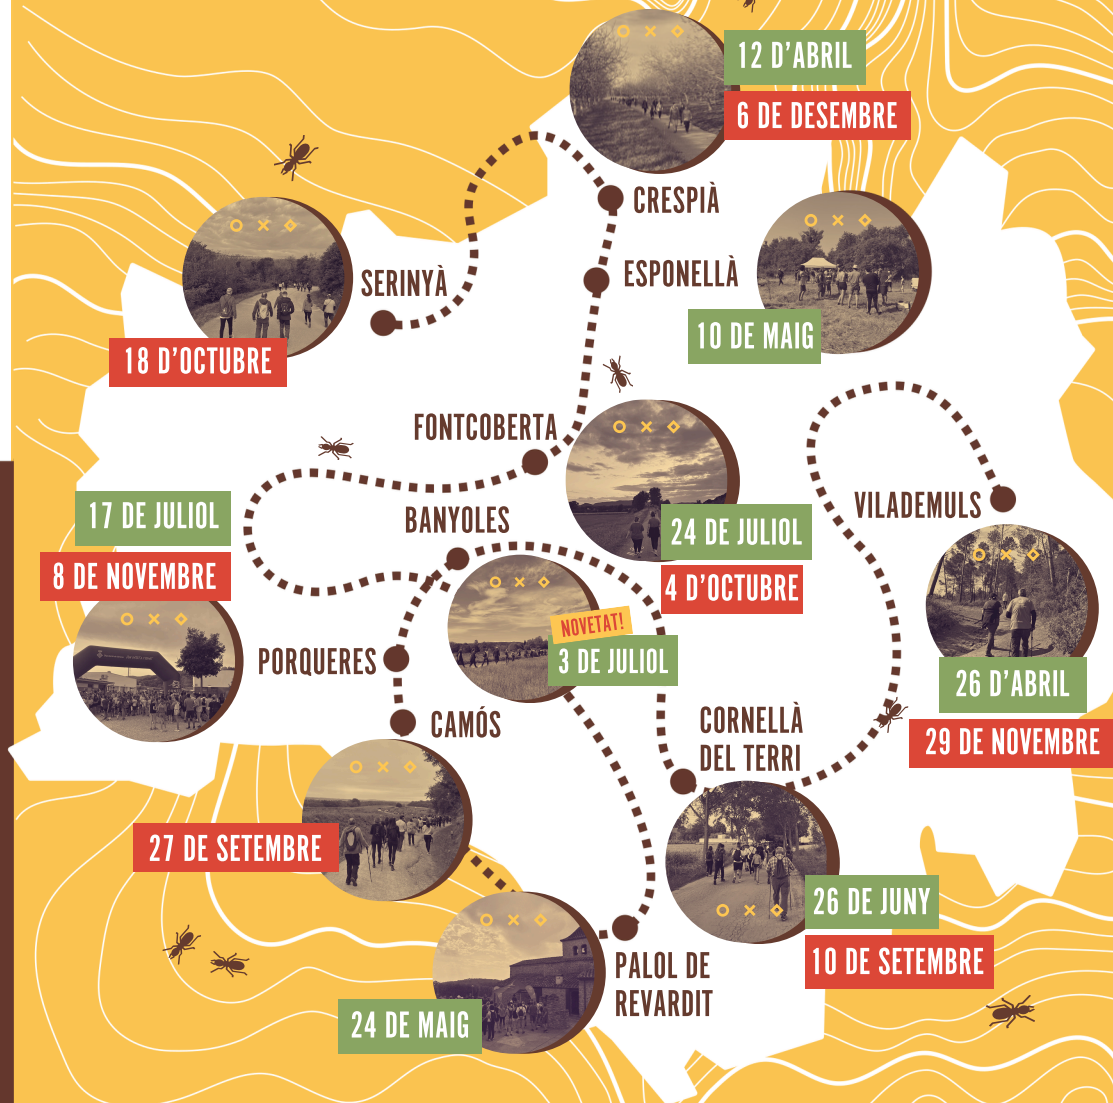 12 D'ABRIL
6 DE DESEMBRE
CRESPIÀ
ESPONELLÀ
10 DE MAIG
SERINYÀ
18 D'OCTUBRE
FONTCOBERTA
17 DE JULIOL
8 DE NOVEMBRE
BANYOLES
24 DE JULIOL
4 D'OCTUBRE
VILADEMULS
26 D'ABRIL
29 DE NOVEMBRE
NOVETAT!
3 DE JULIOL
PORQUERES
CAMÓS
27 DE SETEMBRE
CORNELLÀ
DEL TERRI
26 DE JUNY
10 DE SETEMBRE
PALOL DE
REVARDIT
24 DE MAIG